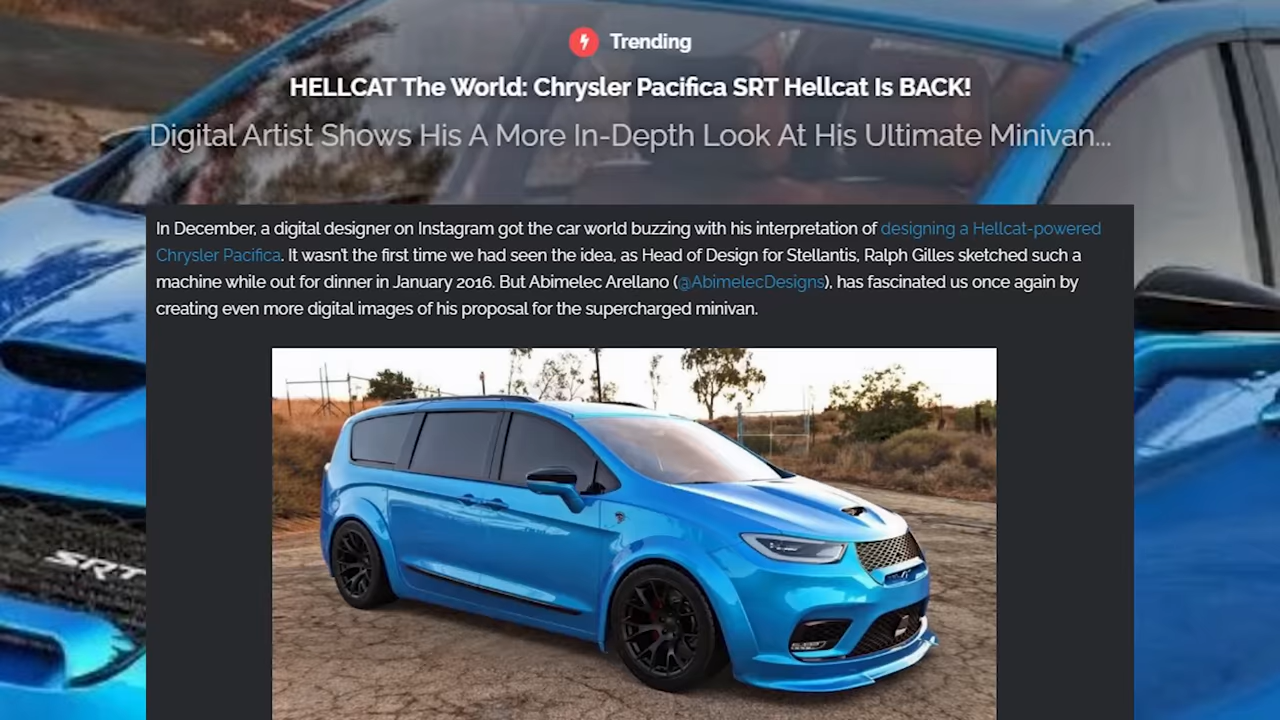 Trending
HELLCAT The World: Chrysler Pacifica SRT Hellcat Is BACK!
Digital Artist Shows His A More In-Depth Look At His Ultimate Minivan...
In December, a digital designer on Instagram got the car world buzzing with his interpretation of designing a Hellcat-powered
Chrysler Pacifica. It wasn't the first time we had seen the idea, as Head of Design for Stellantis, Ralph Gilles sketched such a
machine while out for dinner in January 2016. But Abimelec Arellano (@AbimelecDesigns), has fascinated us once again by
creating even more digital images of his proposal for the supercharged minivan.
SRT